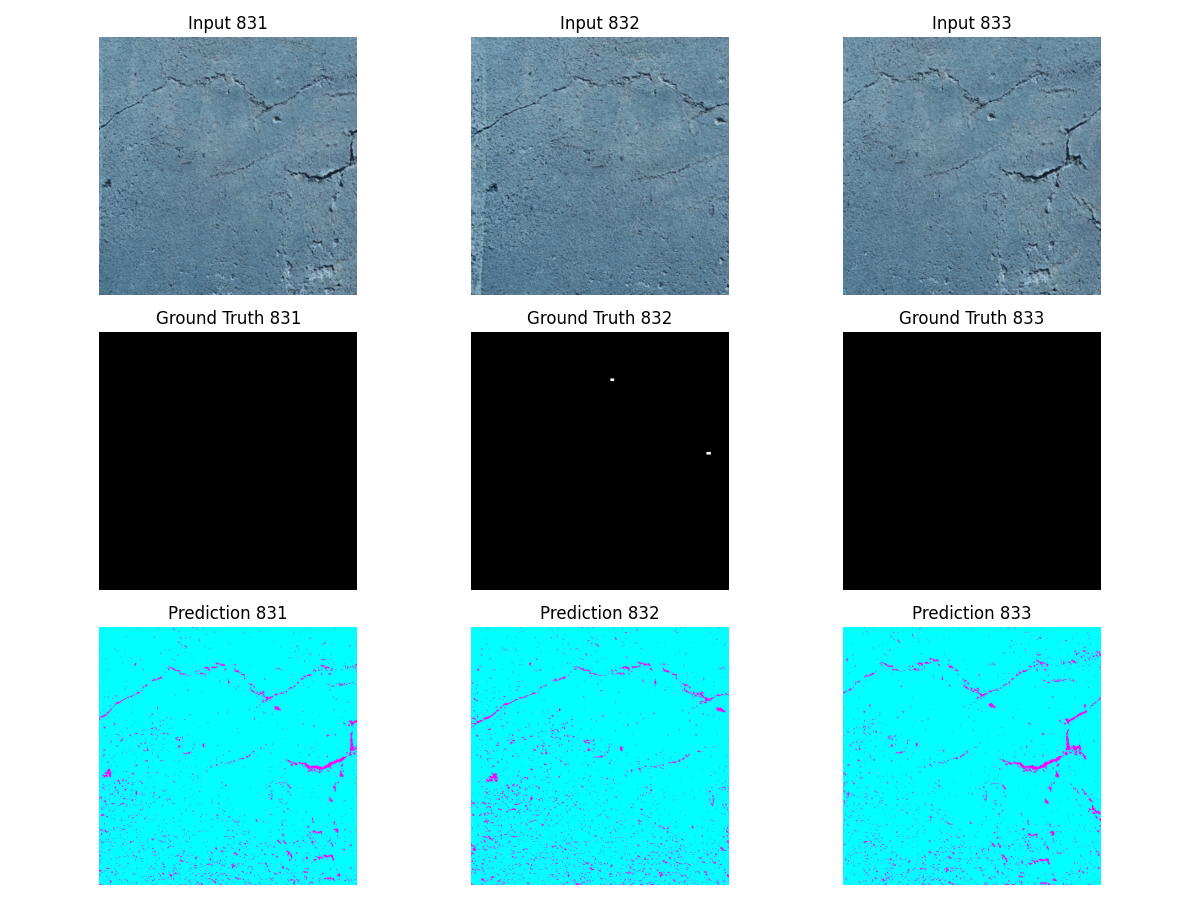 Input 831
Input 832
Input 833
Ground Truth 831
Ground Truth 832
Ground Truth 833
Prediction 831
Prediction 832
Prediction 833